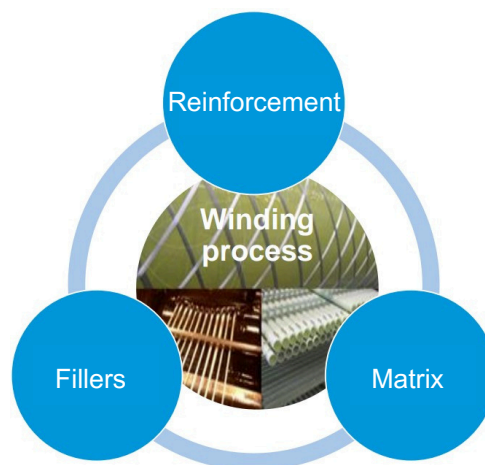 Reinforcement
Winding
process
Fillers
Matrix